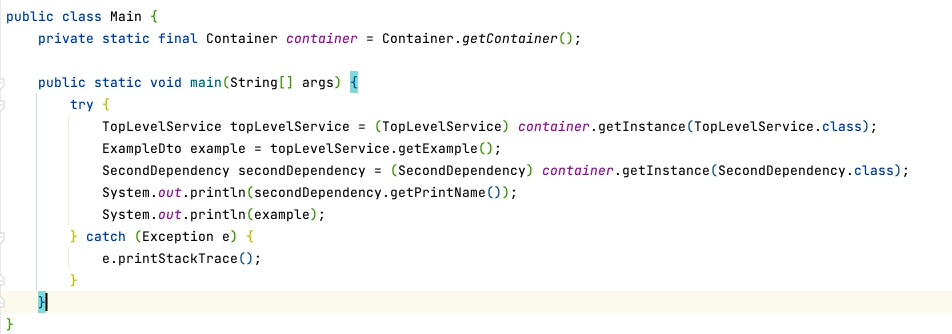 public class Main {
    private static final Container container = Container.getContainer();
    public static void main(String[] args) {
        try {
            TopLevelService topLevelService = (TopLevelService) container.getInstance(TopLevelService.class);
            ExampleDto example = topLevelService.getExample();
            SecondDependency secondDependency = (SecondDependency) container.getInstance(SecondDependency.class);
            System.out.println(secondDependency.getPrintName());
            System.out.println(example);
        } catch (Exception e) {
            e.printStackTrace();
        }
    }
}